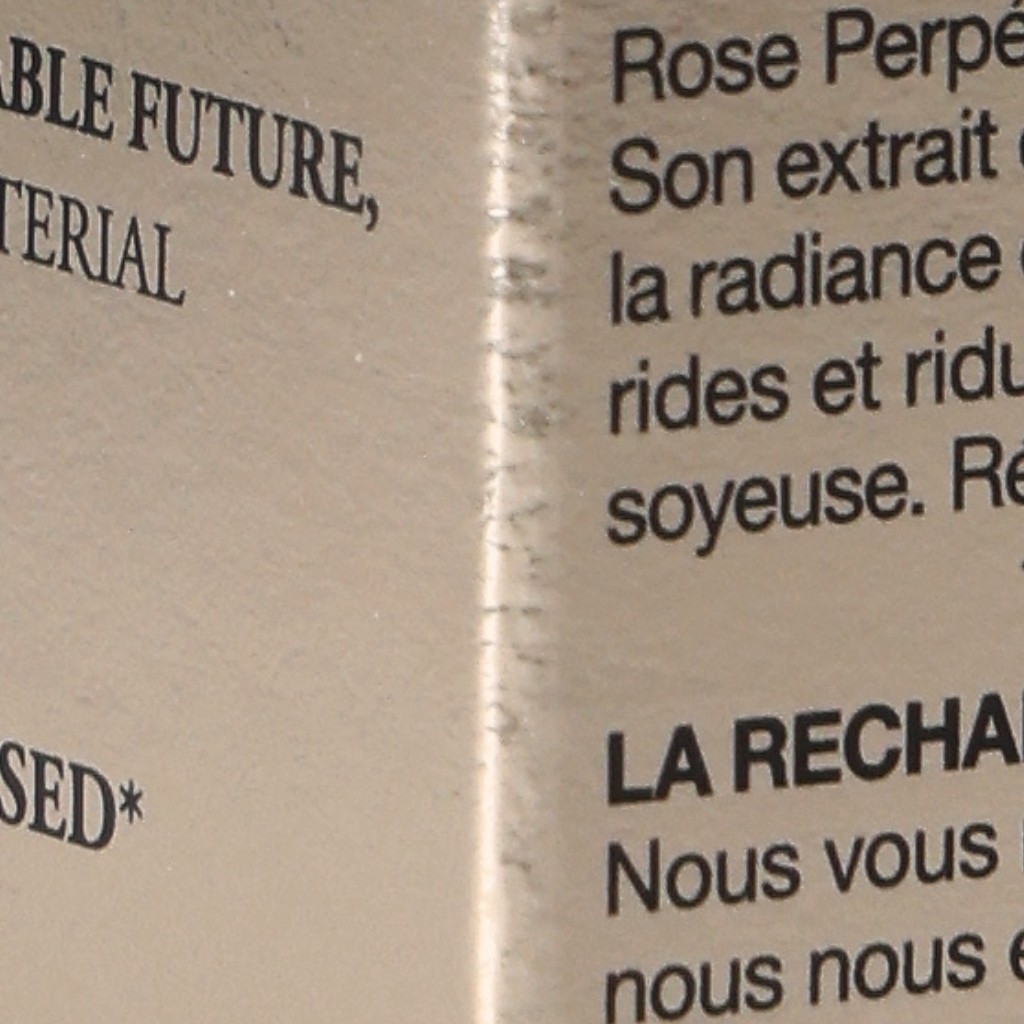 ABLE FUTURE,
TERIAL
SED*
Rose Perpé
Son extrait
la radiance
rides et ridu
soyeuse. Ré
LA RECHA
Nous vous
nous nous